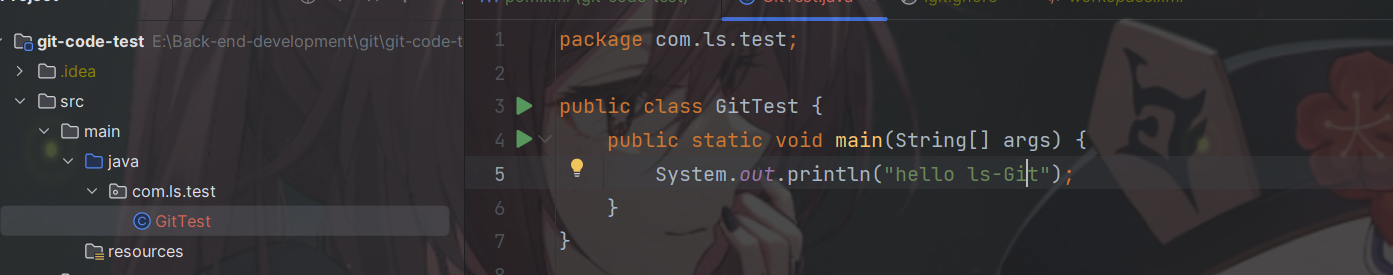 git-code-test E:\Back-end-development\git\git-code-t
.idea
src
main
java
com.ls.test
GitTest
resources
1 package com.ls.test;
2
3 public class GitTest {
4 public static void main(String[] args) {
5 System.out.println("hello ls-Git");
6 }
7 }